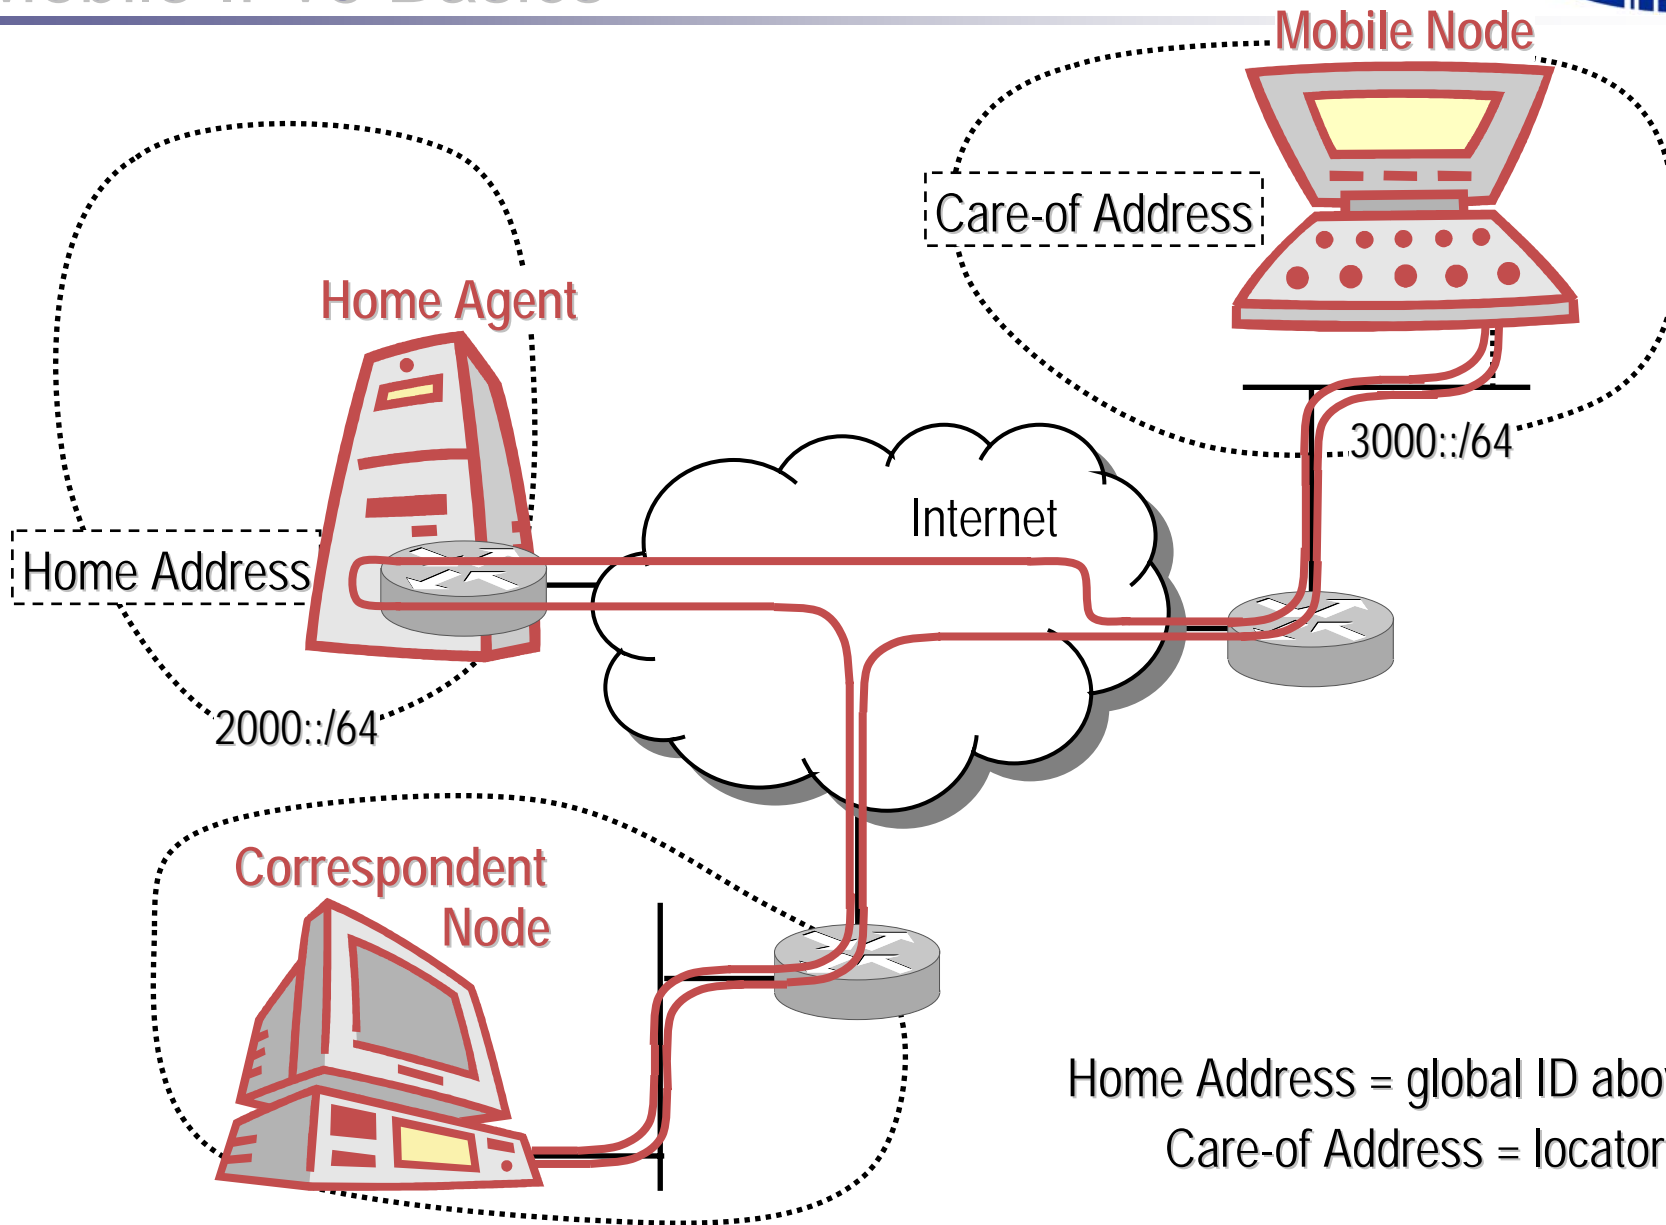 Basics
Mobile Node
Care-of Address
Home Agent
3000::/64
Internet
Home Address
2000::/64
Correspondent
Node
Home Address = global ID
Care-of Address = locator